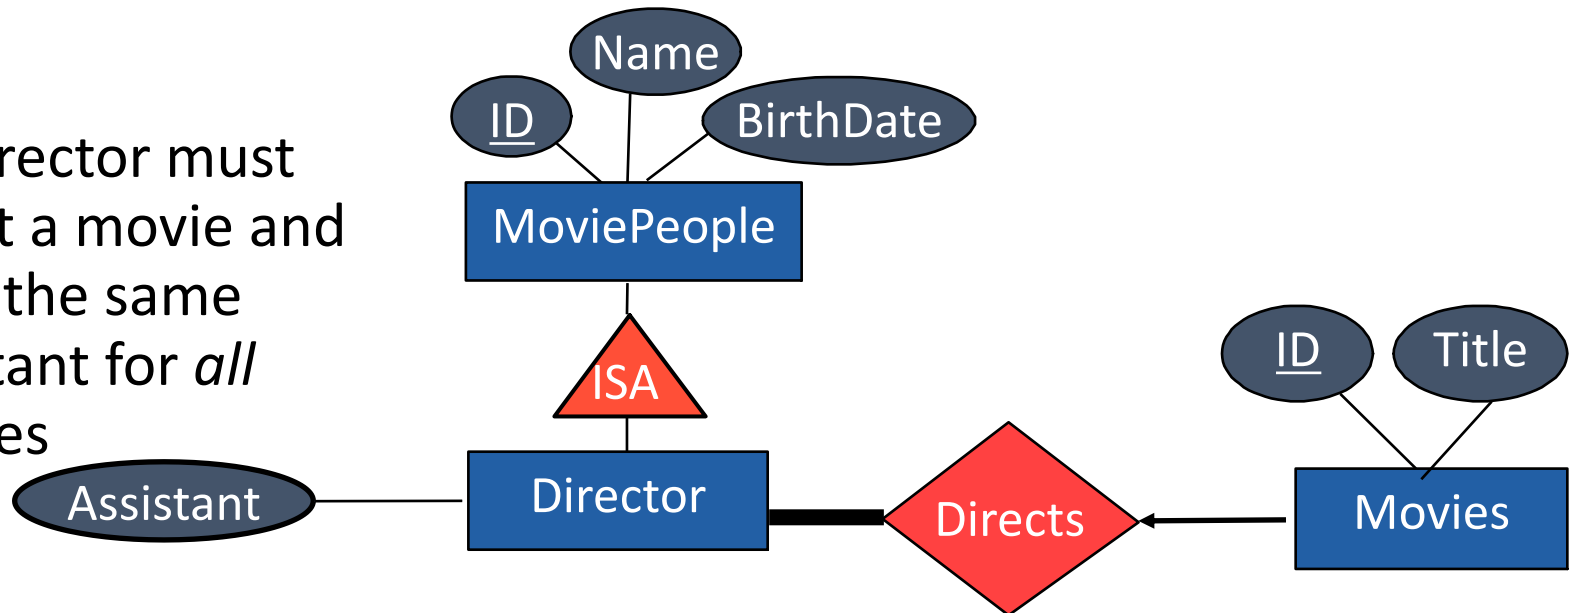 Name
ID
BirthDate
rector must
MoviePeople
t a movie and
the same
ID
Title
tant for all
ISA
es
Assistant
Director
Directs
Movies